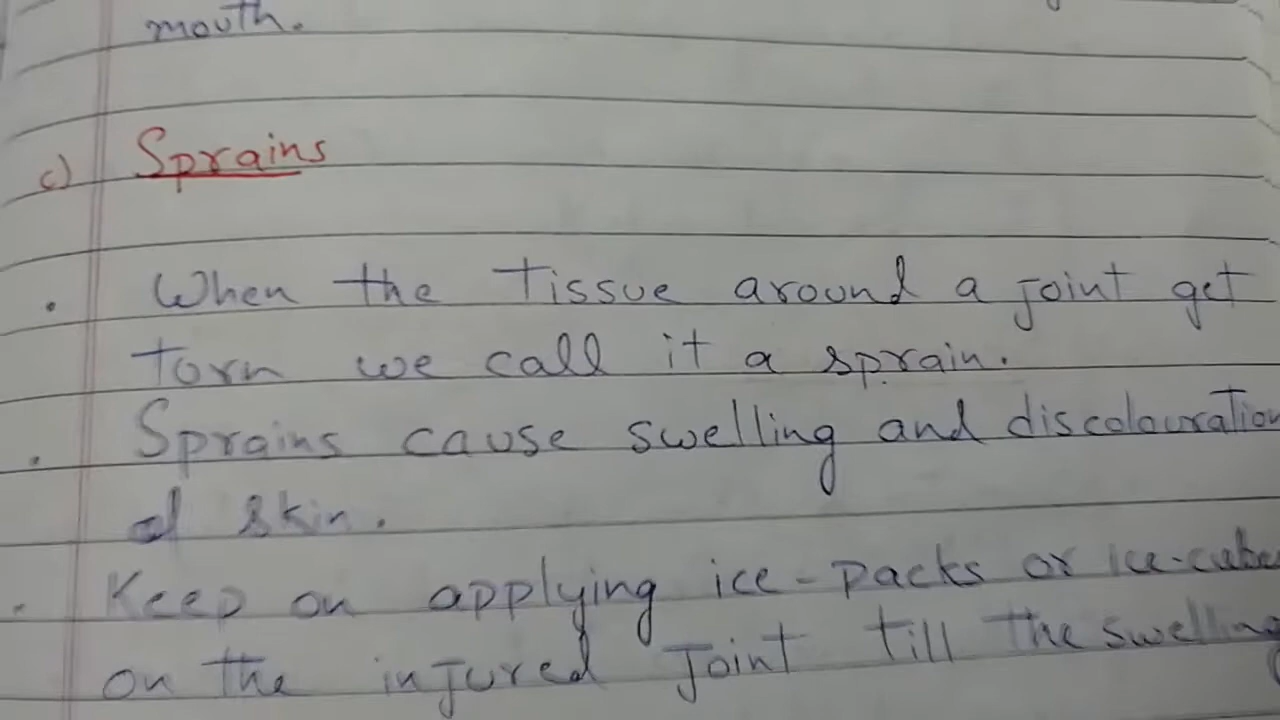 mouth.
c) Sprains
. When the tissue around a joint get
torn we call it a sprain.
. Sprains cause swelling and discolouration
of skin.
. Keep on applying ice-packs or ice-cube
on the injured joint till the swelling